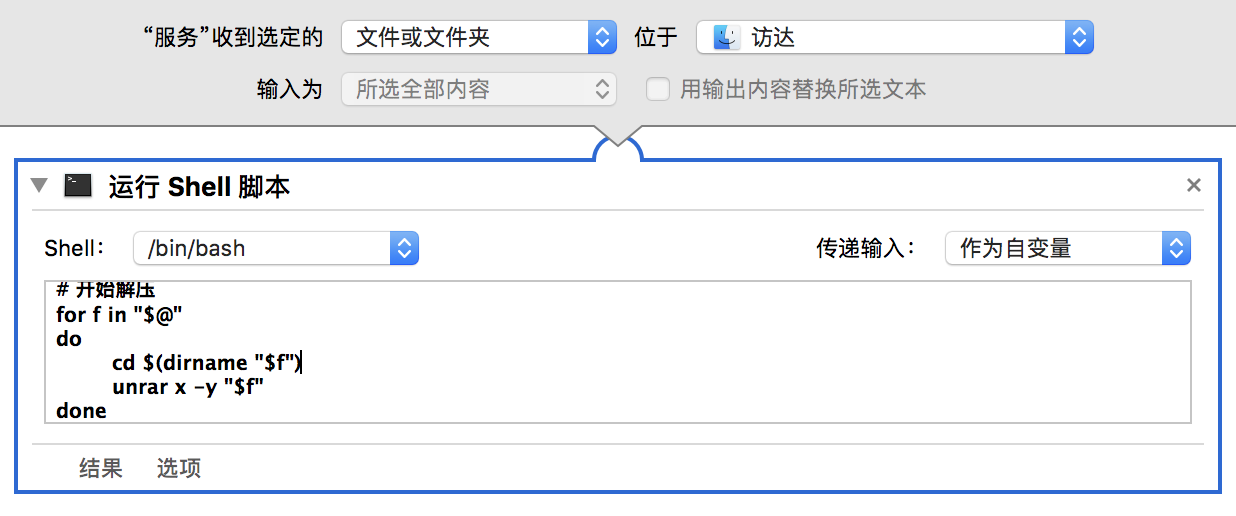 “服务”收到选定的 文件或文件夹 位于 访达
输入为 所选全部内容 用输出内容替换所选文本
运行 Shell 脚本
Shell: /bin/bash 传递输入: 作为自变量
# 开始解压
for f in "$@"
do
cd $(dirname "$f")
unrar x -y "$f"
done
结果 选项